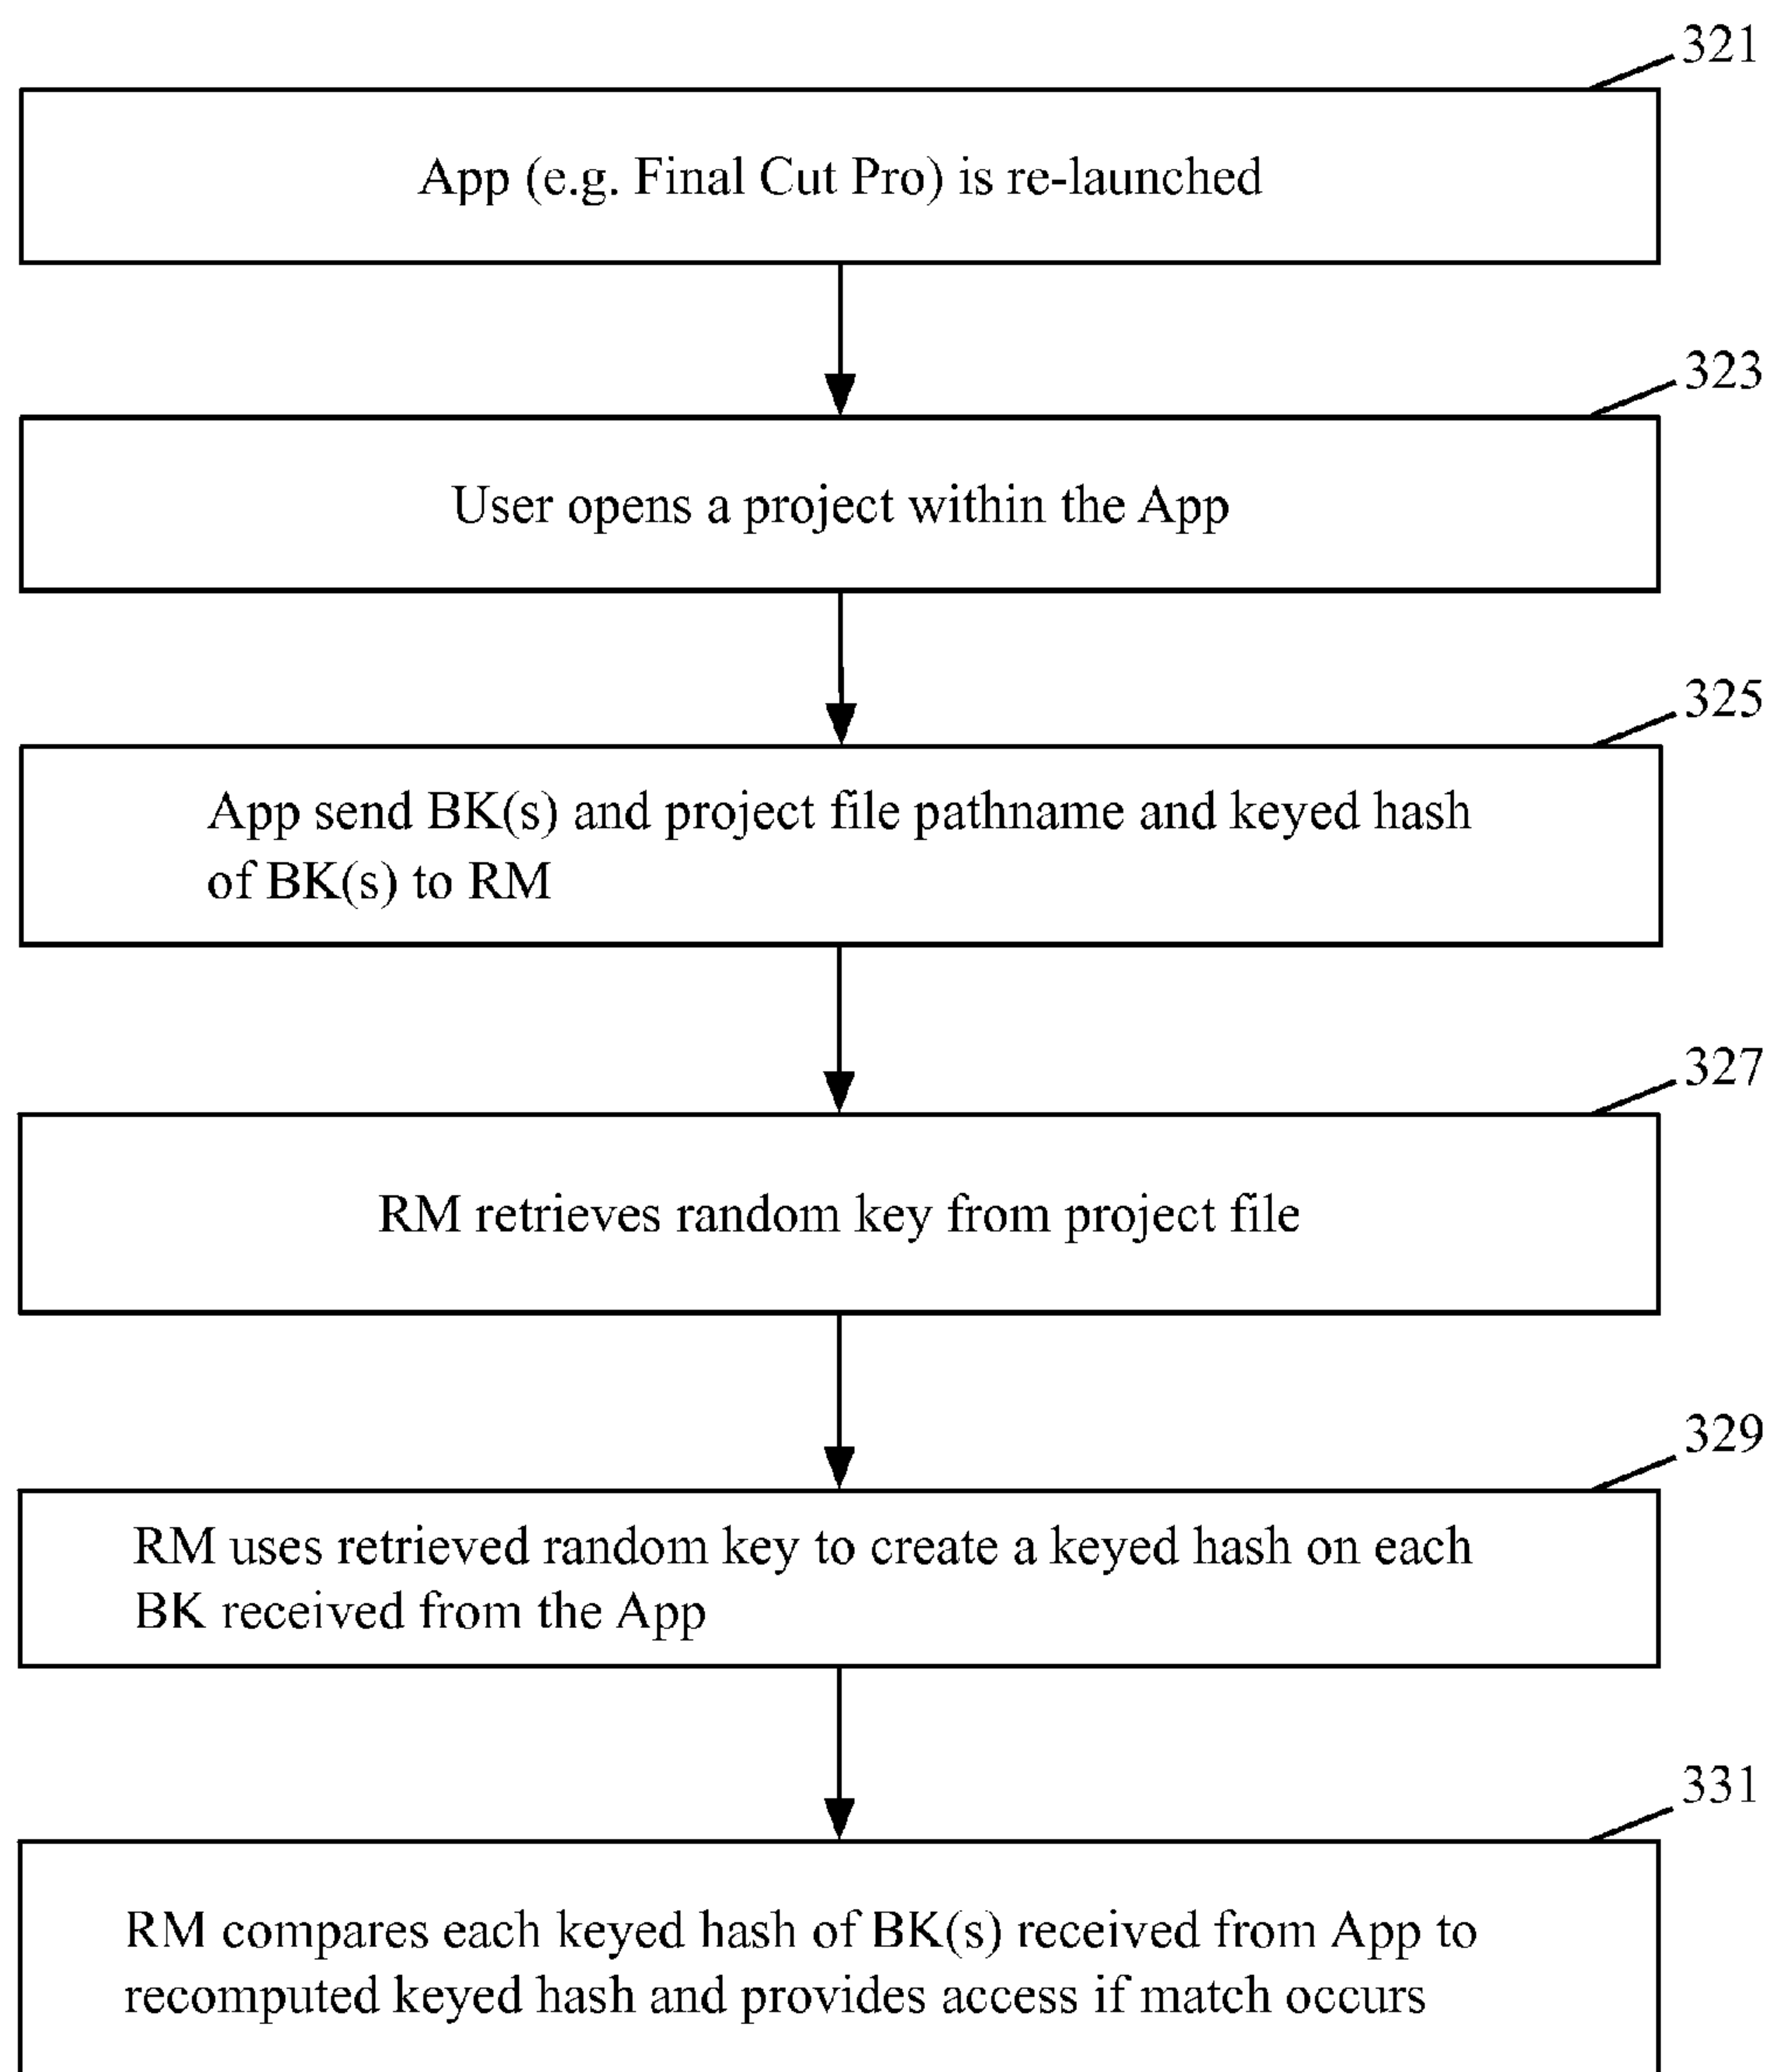 321
App (e.g. Final Cut Pro) is re-launched
323
User opens a project within the App
325
App send BK(s) and project file pathname and keyed hash
of BK(s) to RM
327
RM retrieves random key from project file
329
RM uses retrieved random key to create a keyed hash on each
BK received from the App
331
RM compares each keyed hash of BK(s) received from App to
recomputed keyed hash and provides access if match occurs